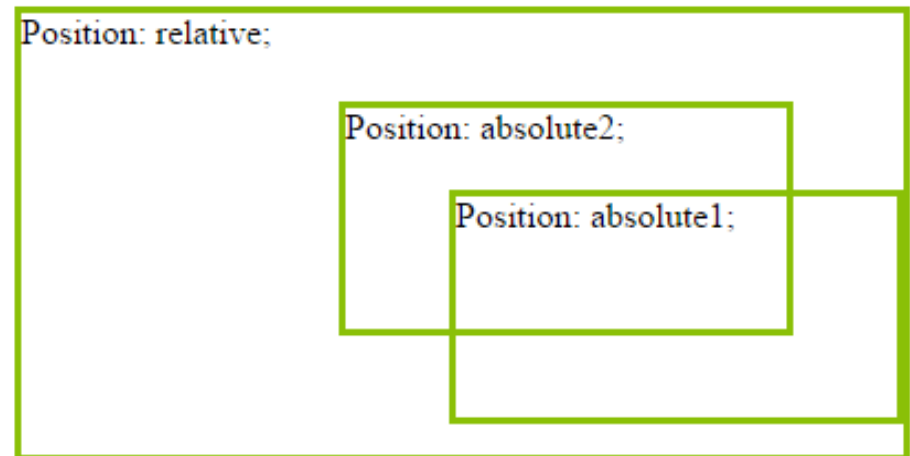 Position: relative;
Position: absolute2;
Position: absolute1;